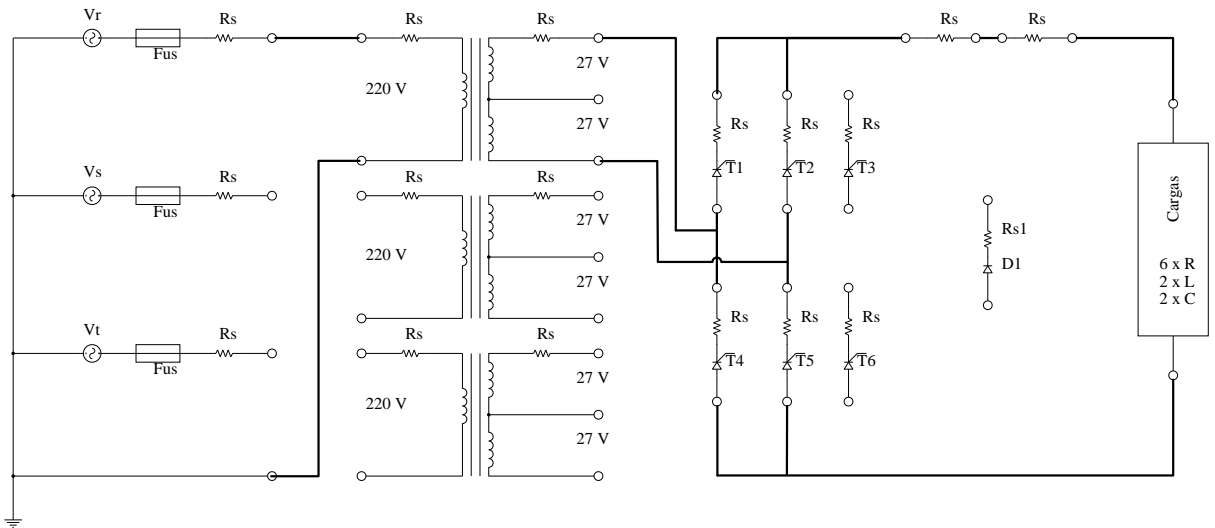 Vr
Rs
Fus
Rs
Rs
220 V
27 V
27 V
Rs
Rs
Rs
Rs
Rs
T1
T2
T3
Vs
Rs
Fus
Rs
Rs
220 V
27 V
27 V
Rs1
D1
Cargas
6 x R
2 x L
2 x C
Rs
Rs
Rs
T4
T5
T6
Vt
Rs
Fus
Rs
Rs
220 V
27 V
27 V